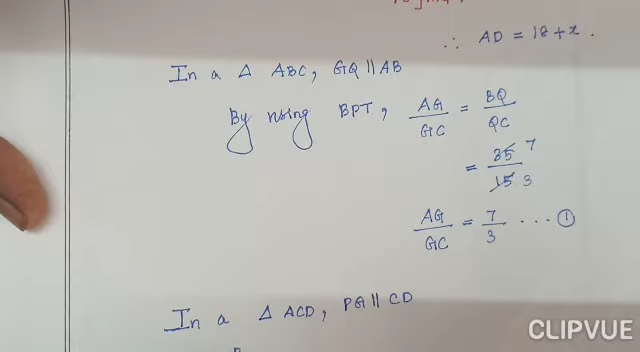 ∴ AD = 18 + x .
In a Δ ABC, GQ || AB
By using BPT, AG/GC = BQ/QC
= 35/15 7/3
AG/GC = 7/3 ... ①
In a Δ ACD, PG || CD
CLIPVUE